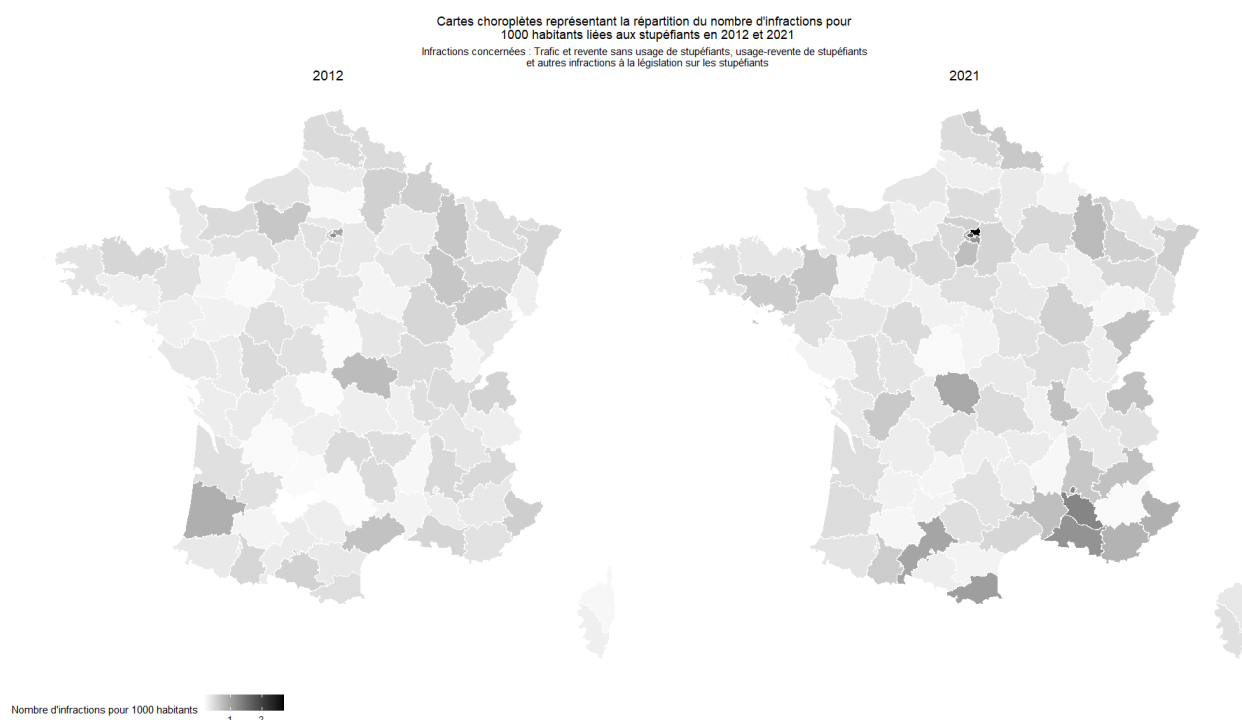 Cartes choroplètes représentant la répartition du nombre d'infractions pour
1000 habitants liées aux stupéfiants en 2012 et 2021
Infractions concernées : Trafic et revente sans usage de stupéfiants, usage-revente de stupéfiants
et autres infractions à la législation sur les stupéfiants
2012
2021
Nombre d'infractions pour 1000 habitants
1 2